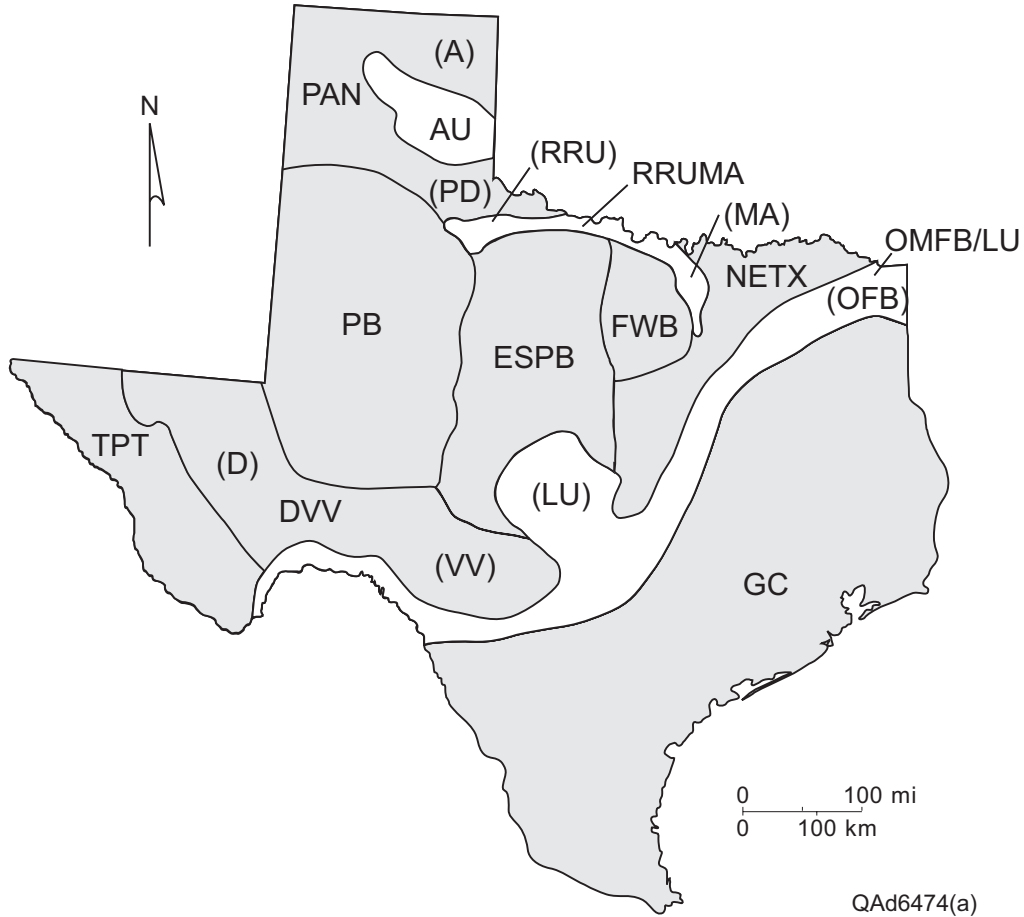 (A)
PAN
N
AU
(RRU)
RRUMA
(PD)
(MA)
OMFB/LU
NETX
(OFB)
PB
FWB
ESPB
TPT
(D)
(LU)
DVV
(VV)
GC
0 100 mi
0 100 km
QAd6474(a)